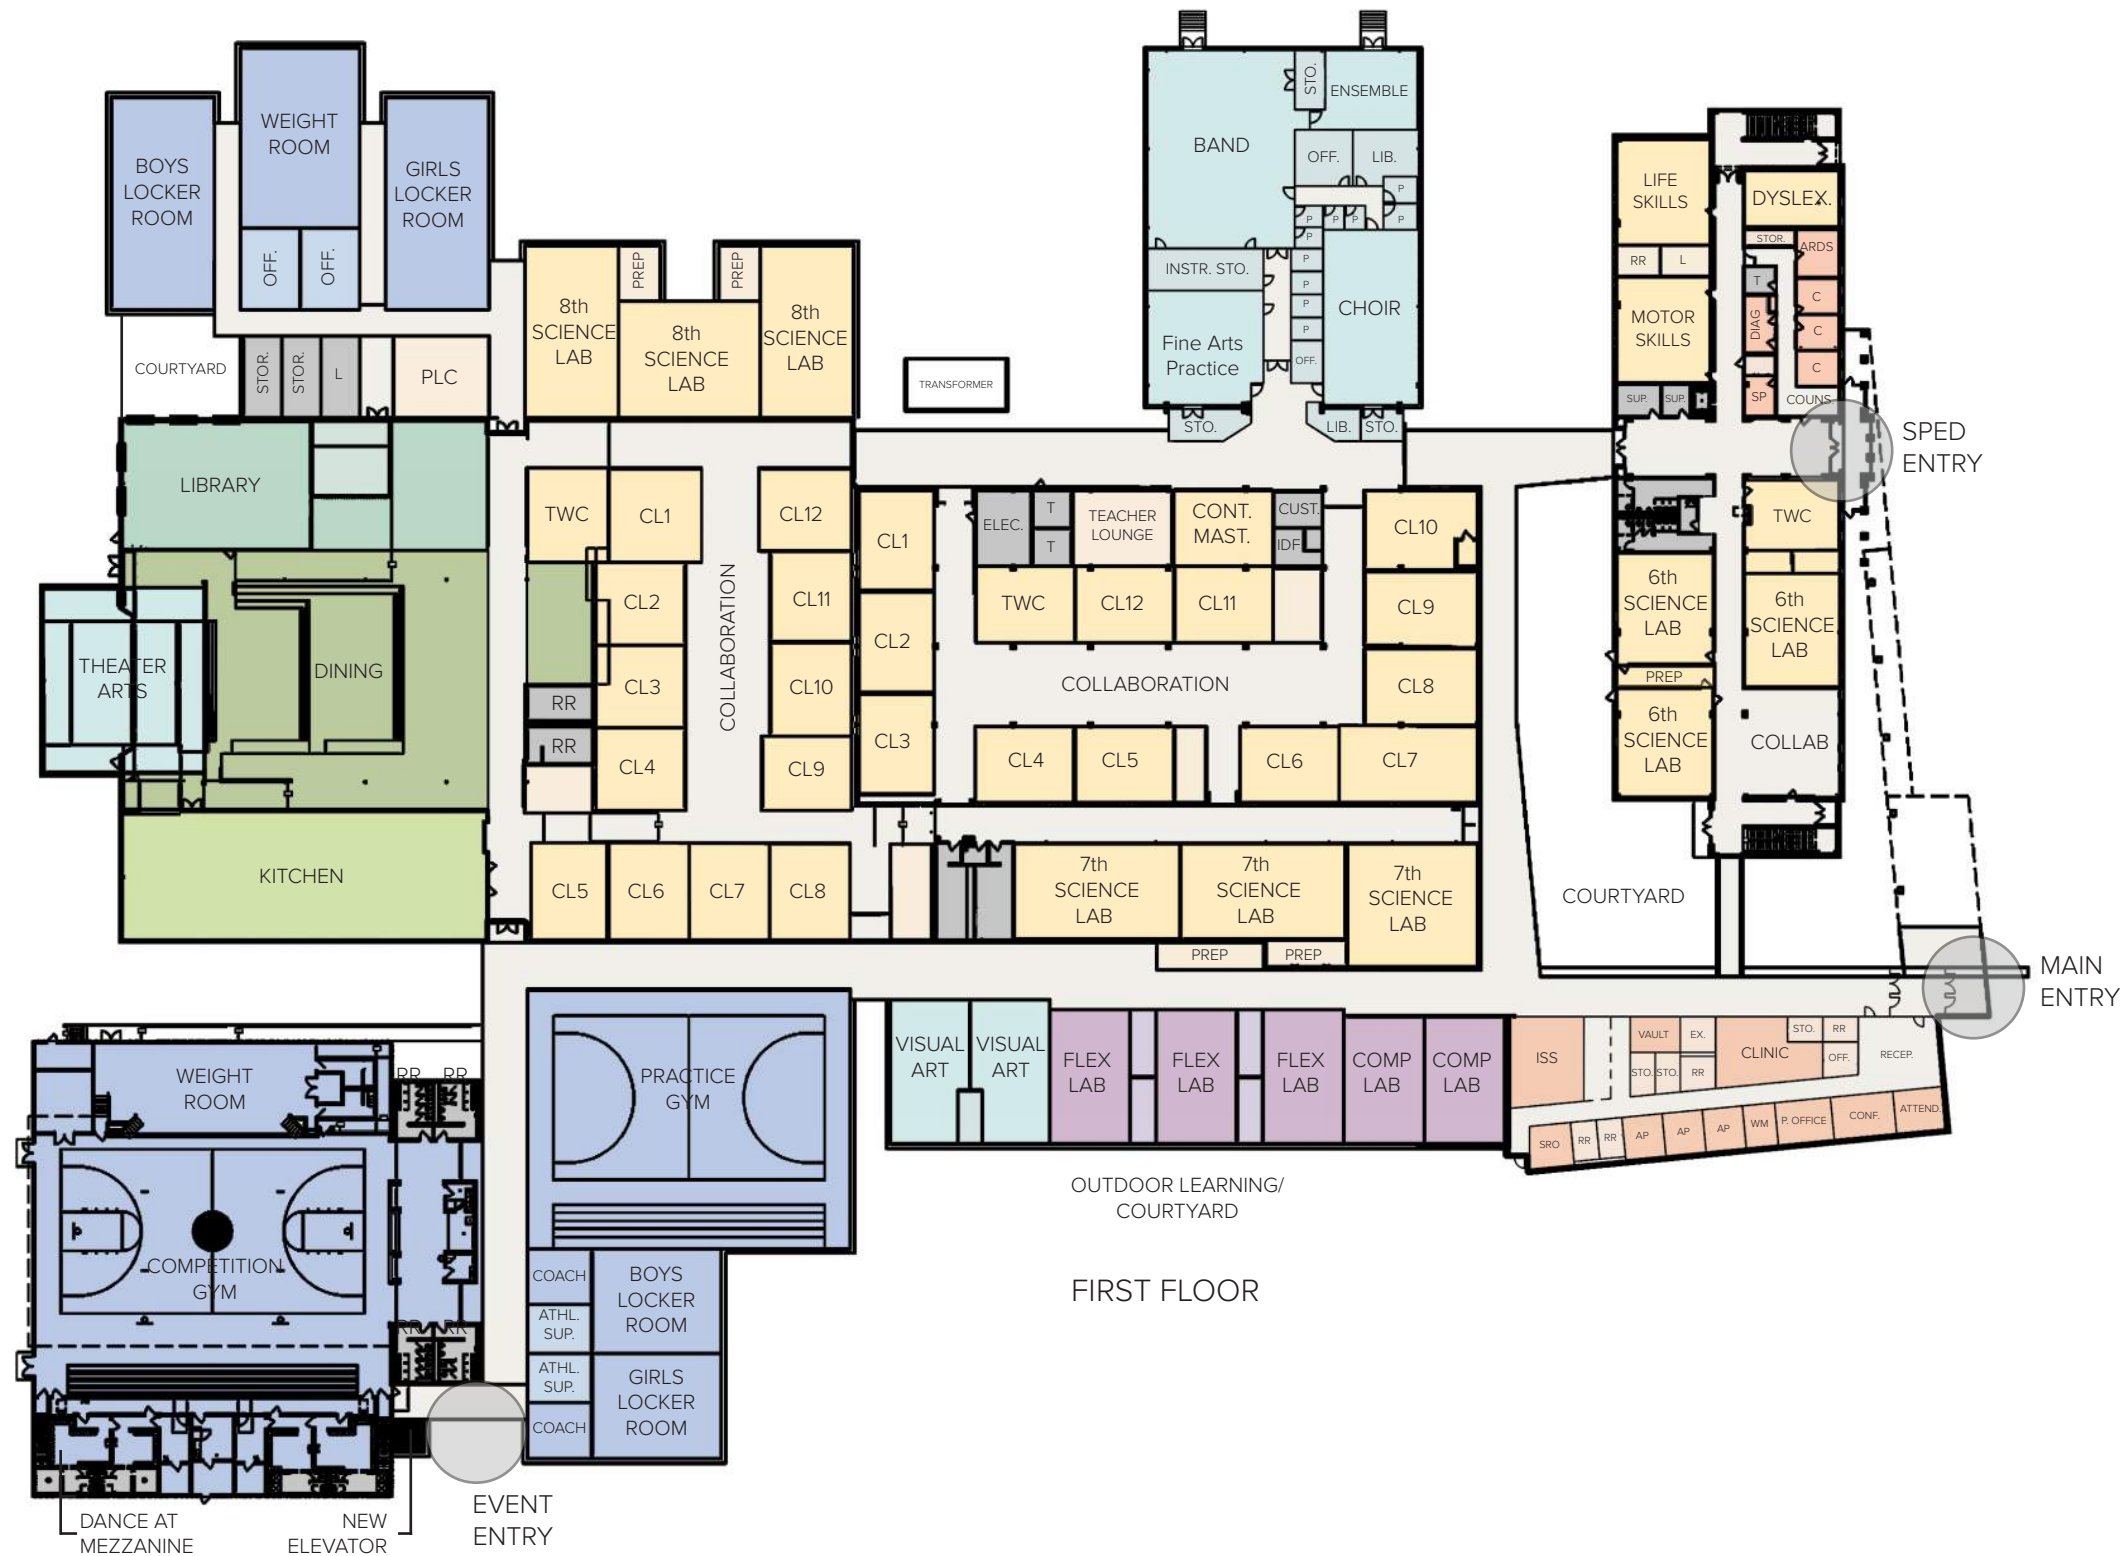 BOYS
LOCKER
ROOM
WEIGHT
ROOM
GIRLS
LOCKER
ROOM
OFF.
OFF.
COURTYARD
STOR.
STOR.
L
PLC
8th
SCIENCE
LAB
PREP
8th
SCIENCE
LAB
PREP
8th
SCIENCE
LAB
TRANSFORMER
BAND
STO.
ENSEMBLE
OFF.
LIB.
P
P
P
P
P
P
INSTR. STO.
P
P
P
P
OFF.
CHOIR
Fine Arts
Practice
STO.
LIB.
STO.
LIFE
SKILLS
DYSLEX.
STOR.
ARDS
RR
L
T
C
MOTOR
SKILLS
DIAG
C
C
SUP.
SUP.
SP
COUNS
SPED
ENTRY
LIBRARY
TWC
CL1
CL12
CL2
CL11
COLLABORATION
CL3
CL10
RR
RR
CL4
CL9
CL5
CL6
CL7
CL8
THEATER
ARTS
DINING
KITCHEN
CL1
CL2
CL3
ELEC.
T
T
TEACHER
LOUNGE
CONT.
MAST.
CUST.
IDF
CL10
TWC
CL12
CL11
CL9
COLLABORATION
CL8
CL4
CL5
CL6
CL7
7th
SCIENCE
LAB
7th
SCIENCE
LAB
7th
SCIENCE
LAB
PREP
PREP
TWC
6th
SCIENCE
LAB
6th
SCIENCE
LAB
PREP
6th
SCIENCE
LAB
COLLAB
COURTYARD
MAIN
ENTRY
WEIGHT
ROOM
RR
RR
PRACTICE
GYM
VISUAL
ART
VISUAL
ART
FLEX
LAB
FLEX
LAB
FLEX
LAB
COMP
LAB
COMP
LAB
ISS
VAULT
EX.
STO.
STO.
RR
CLINIC
STO.
RR
OFF.
RECEP.
SRO
RR
RR
AP
AP
AP
WM
P. OFFICE
CONF.
ATTEND.
COMPETITION
GYM
RR
RR
OUTDOOR LEARNING/
COURTYARD
COACH
BOYS
LOCKER
ROOM
ATHL.
SUP.
ATHL.
SUP.
GIRLS
LOCKER
ROOM
COACH
FIRST FLOOR
DANCE AT
MEZZANINE
NEW
ELEVATOR
EVENT
ENTRY